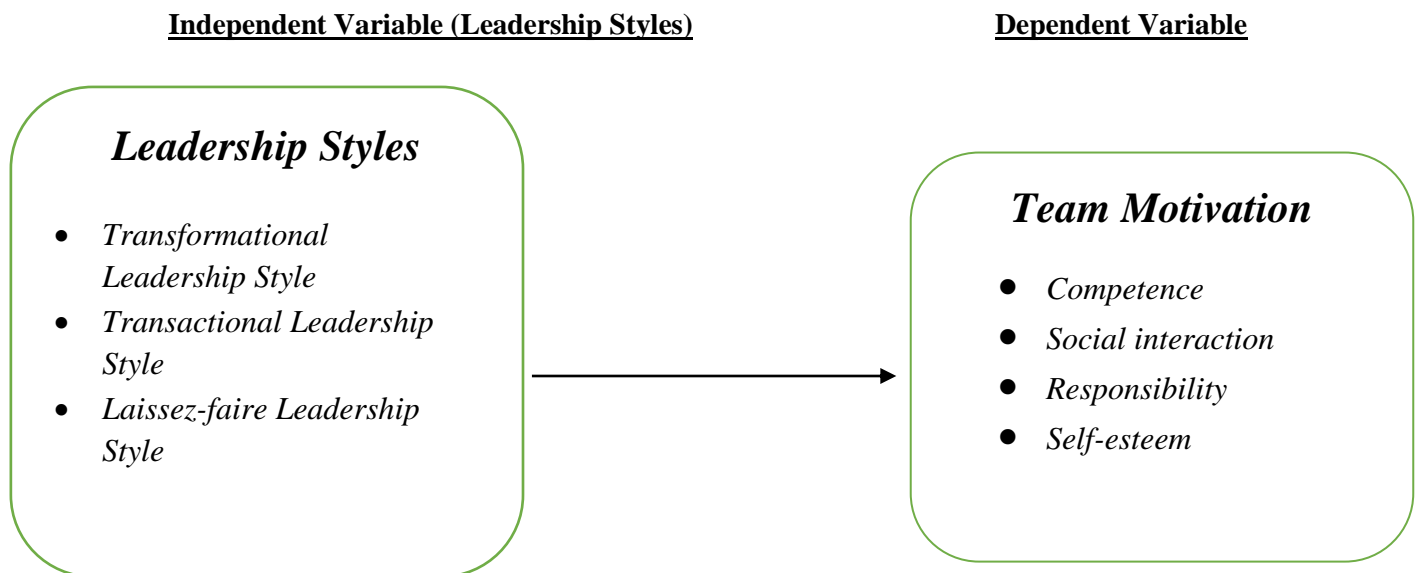 Independent Variable (Leadership Styles)
Dependent Variable
Leadership Styles
• Transformational
Leadership Style
• Transactional Leadership
Style
• Laissez-faire Leadership
Style
Team Motivation
• Competence
• Social interaction
• Responsibility
• Self-esteem